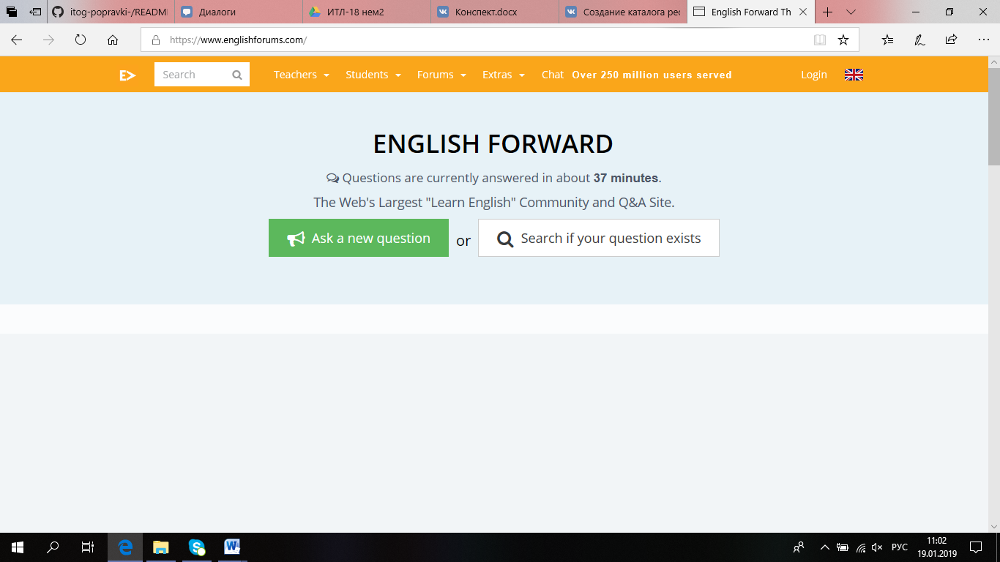 itog-popravki-/READMI
Диалоги
ИТЛ-18 нем2
Конспект.docx
Создание каталога рес
English Forward Th
https://www.englishforums.com/
E>
Search
Teachers
Students
Forums
Extras
Chat
Over 250 million users served
Login
ENGLISH FORWARD
Questions are currently answered in about 37 minutes.
The Web's Largest "Learn English" Community and Q&A Site.
Ask a new question
or
Search if your question exists
РУС
11:02
19.01.2019